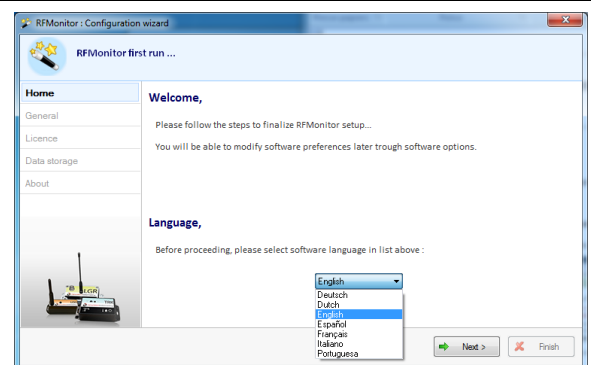 RFMonitor : Configuration wizard
RFMonitor first run ...
Home
General
Licence
Data storage
About
Welcome,
Please follow the steps to finalize RFMonitor setup...
You will be able to modify software preferences later trough software options.
Language,
Before proceeding, please select software language in list above :
English
Deutsch
Dutch
English
Español
Français
Italiano
Portuguesa
LGR
Next >
Finish